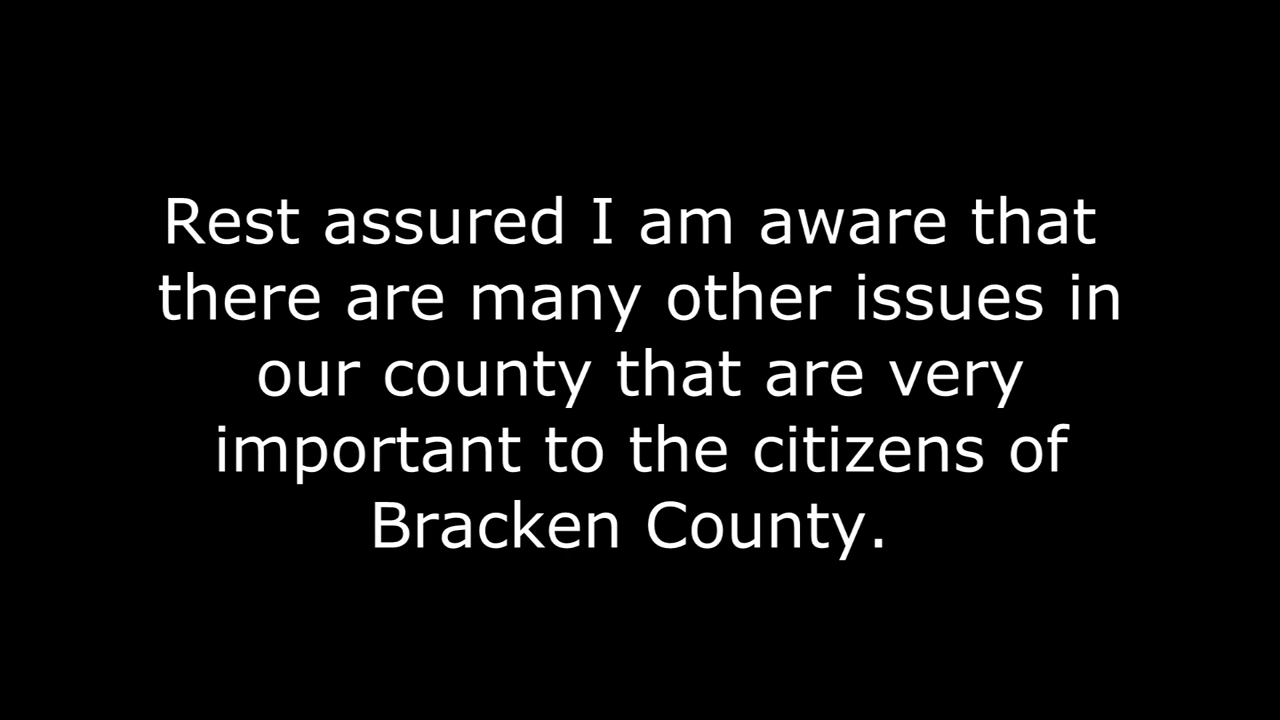 Rest assured I am aware that
there are many other issues in
our county that are very
important to the citizens of
Bracken County.